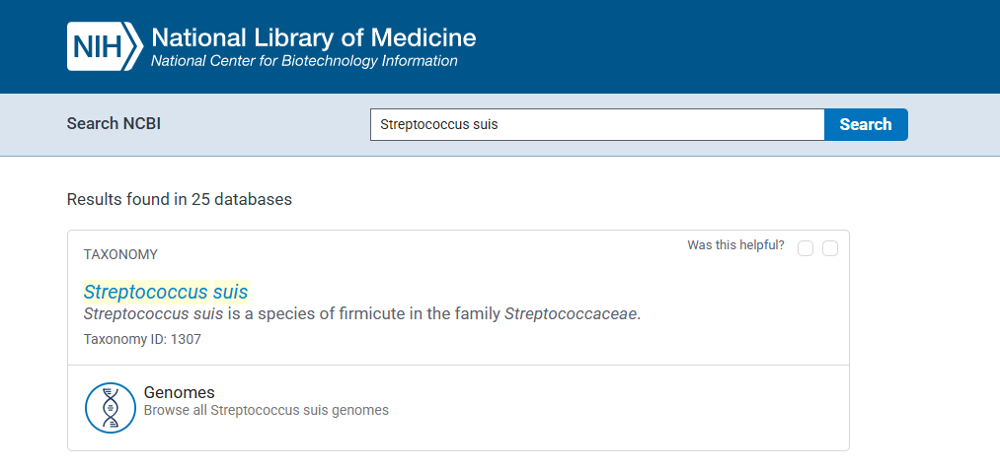 NIH
National Library of Medicine
National Center for Biotechnology Information
Search NCBI
Streptococcus suis
Search
Results found in 25 databases
TAXONOMY
Was this helpful?
Streptococcus suis
Streptococcus suis is a species of firmicute in the family Streptococcaceae.
Taxonomy ID: 1307
Genomes
Browse all Streptococcus suis genomes